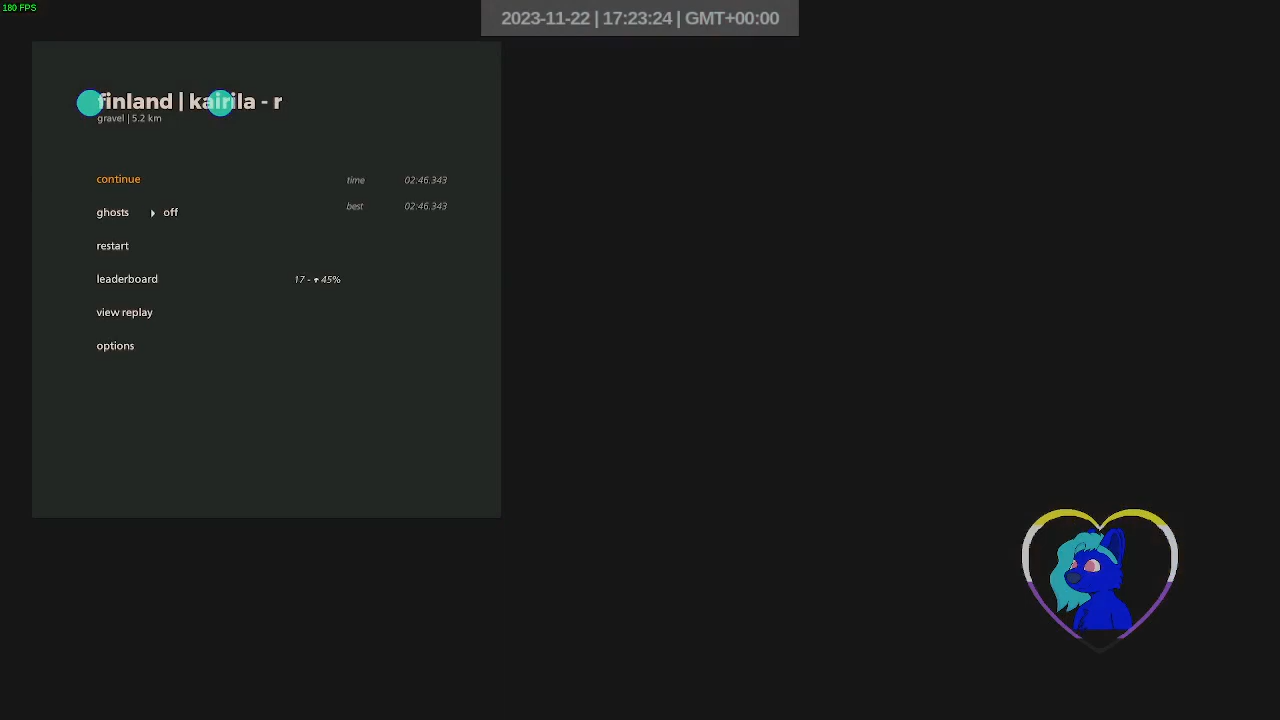 180 FPS
2023-11-22 | 17:23:24 | GMT+00:00
finland | kairila - r
gravel | 5.2 km
continue
time 02:46.343
best 02:46.343
ghosts off
restart
leaderboard 17 - 45%
view replay
options